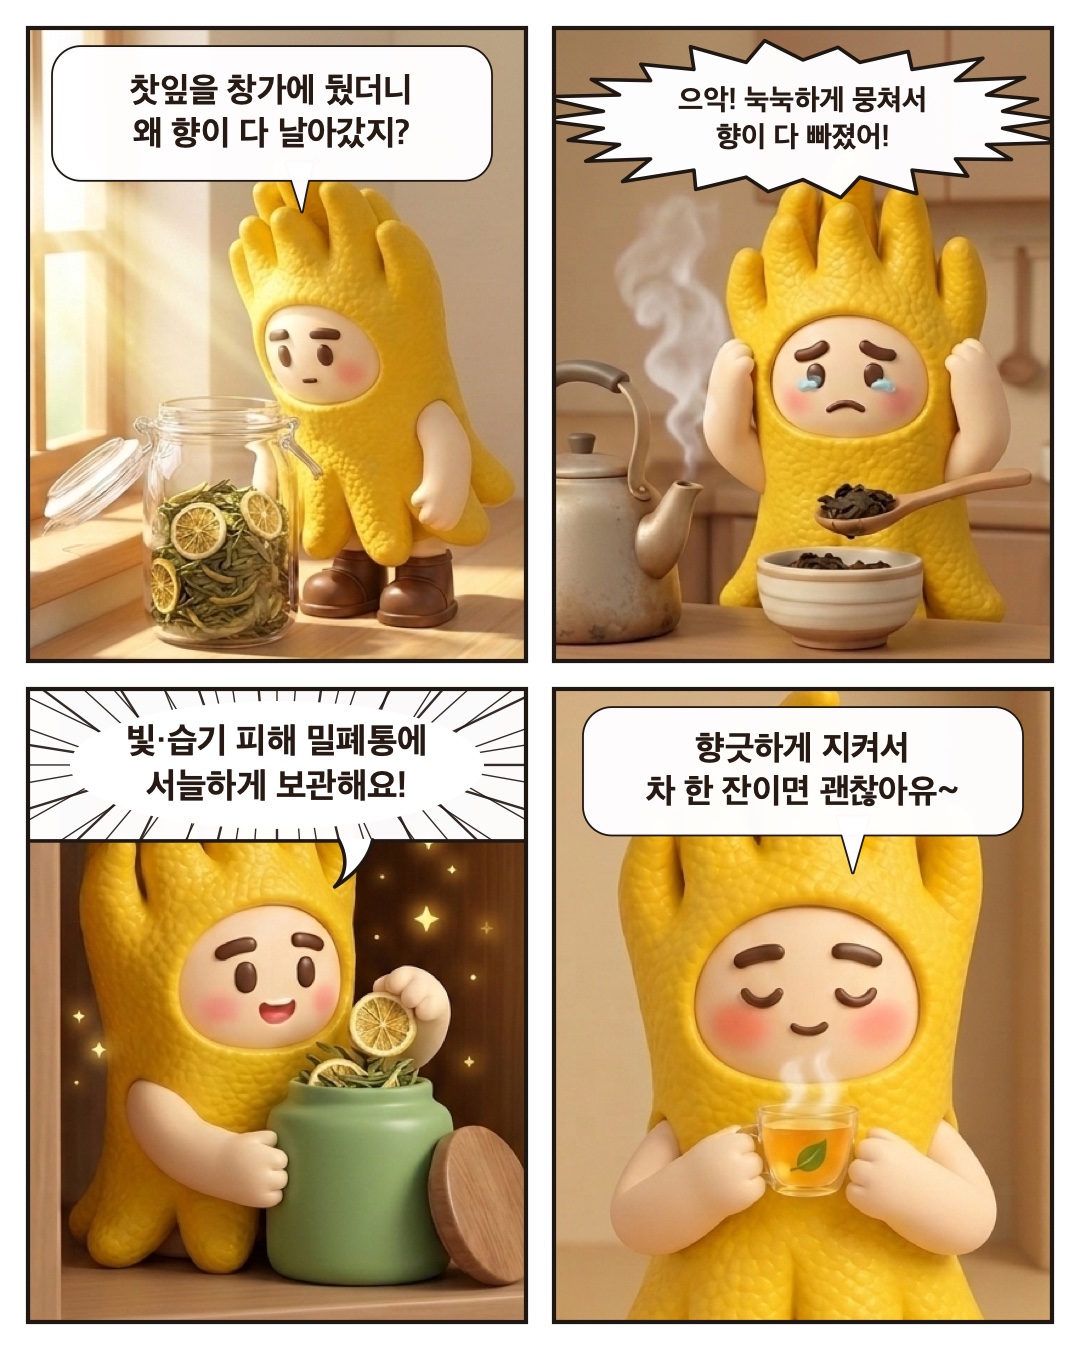 찻잎을 창가에 뒀더니
왜 향이 다 날아갔지?
으악! 눅눅하게 뭉쳐서
향이 다 빠졌어!
빛·습기 피해 밀폐통에
서늘하게 보관해요!
향긋하게 지켜서
차 한 잔이면 괜찮아유~